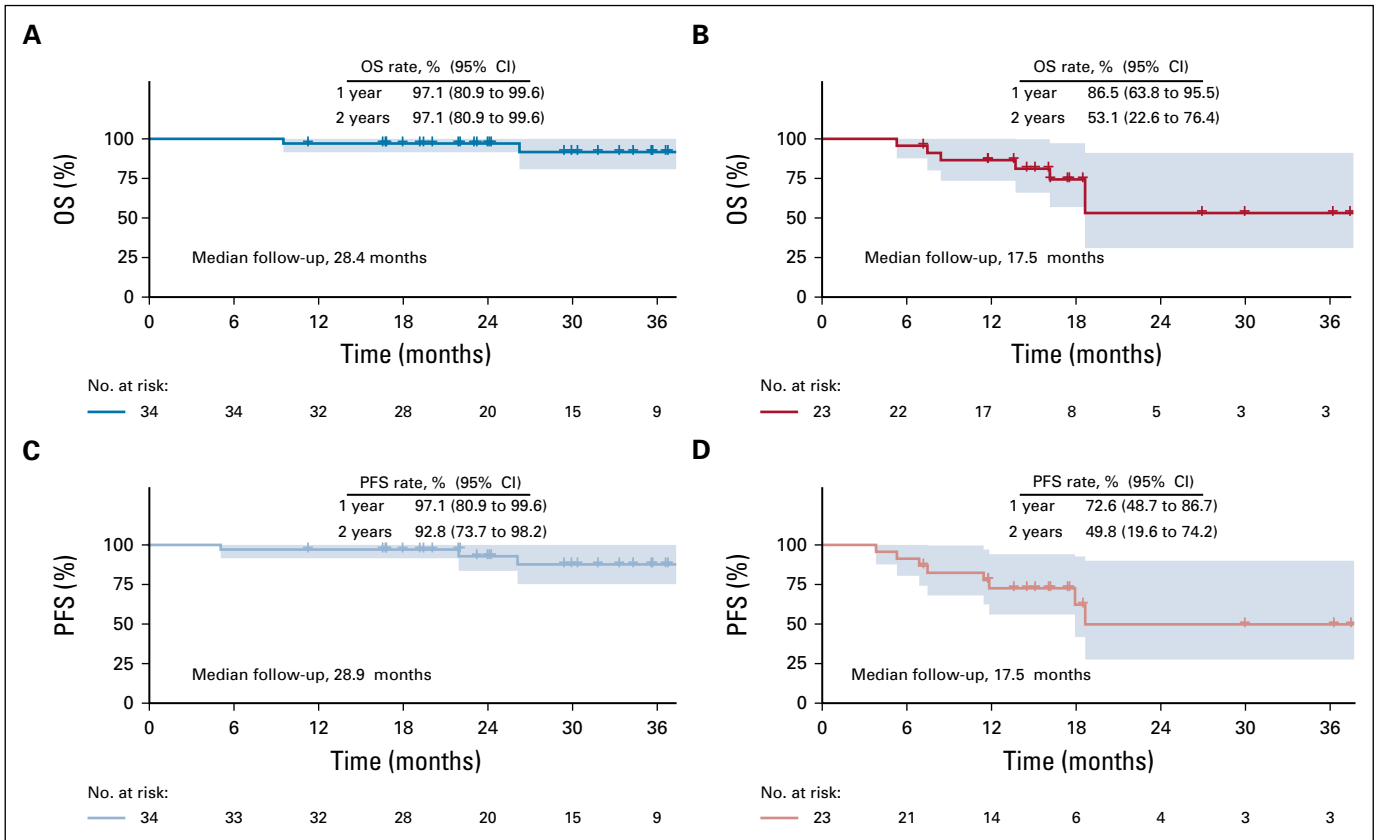 A
OS rate, % (95% CI)
1 year 97.1 (80.9 to 99.6)
2 years 97.1 (80.9 to 99.6)
100
75
50
25
0
OS (%)
Median follow-up, 28.4 months
0 6 12 18 24 30 36
Time (months)
No. at risk:
34 34 32 28 20 15 9
B
OS rate, % (95% CI)
1 year 86.5 (63.8 to 95.5)
2 years 53.1 (22.6 to 76.4)
100
75
50
25
0
OS (%)
Median follow-up, 17.5 months
0 6 12 18 24 30 36
Time (months)
No. at risk:
23 22 17 8 5 3 3
C
PFS rate, % (95% CI)
1 year 97.1 (80.9 to 99.6)
2 years 92.8 (73.7 to 98.2)
100
75
50
25
0
PFS (%)
Median follow-up, 28.9 months
0 6 12 18 24 30 36
Time (months)
No. at risk:
34 33 32 28 20 15 9
D
PFS rate, % (95% CI)
1 year 72.6 (48.7 to 86.7)
2 years 49.8 (19.6 to 74.2)
100
75
50
25
0
PFS (%)
Median follow-up, 17.5 months
0 6 12 18 24 30 36
Time (months)
No. at risk:
23 21 14 6 4 3 3